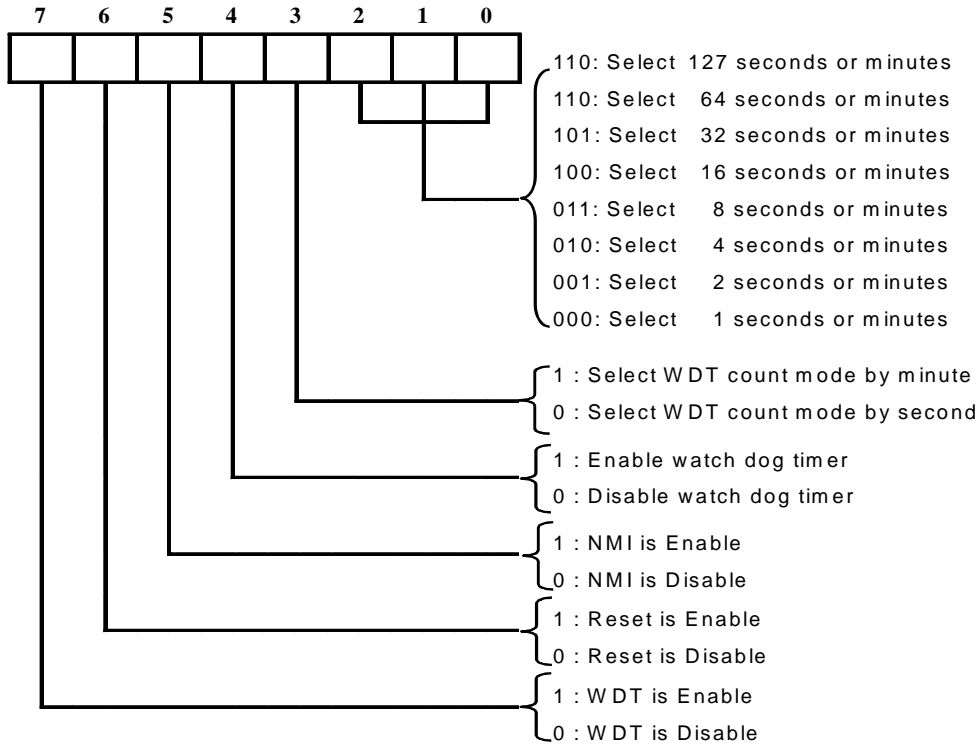 7 6 5 4 3 2 1 0
110: Select 127 seconds or minutes
110: Select 64 seconds or minutes
101: Select 32 seconds or minutes
100: Select 16 seconds or minutes
011: Select 8 seconds or minutes
010: Select 4 seconds or minutes
001: Select 2 seconds or minutes
000: Select 1 seconds or minutes
1 : Select WDT count mode by minute
0 : Select WDT count mode by second
1 : Enable watch dog timer
0 : Disable watch dog timer
1 : NMI is Enable
0 : NMI is Disable
1 : Reset is Enable
0 : Reset is Disable
1 : WDT is Enable
0 : WDT is Disable